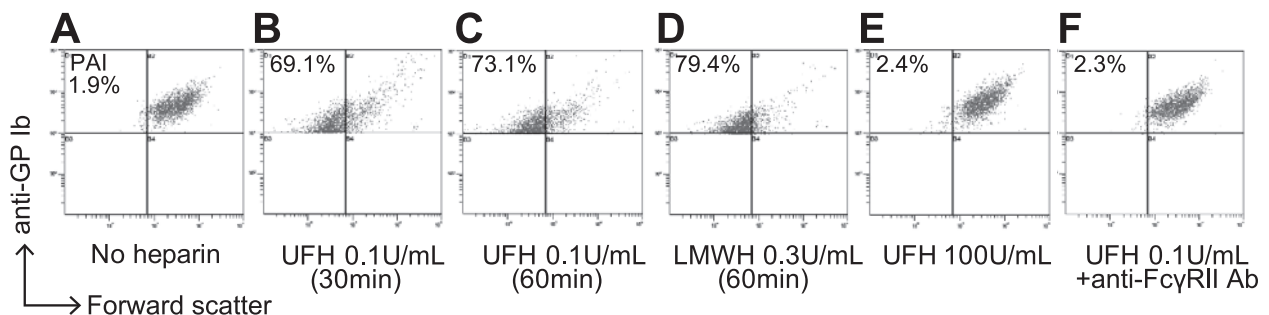 A B C D E F
PAI
1.9%
69.1%
73.1%
79.4%
2.4%
2.3%
anti-GP Ib
No heparin
UFH 0.1U/mL
(30min)
UFH 0.1U/mL
(60min)
LMWH 0.3U/mL
(60min)
UFH 100U/mL
UFH 0.1U/mL
+anti-FcγRII Ab
Forward scatter